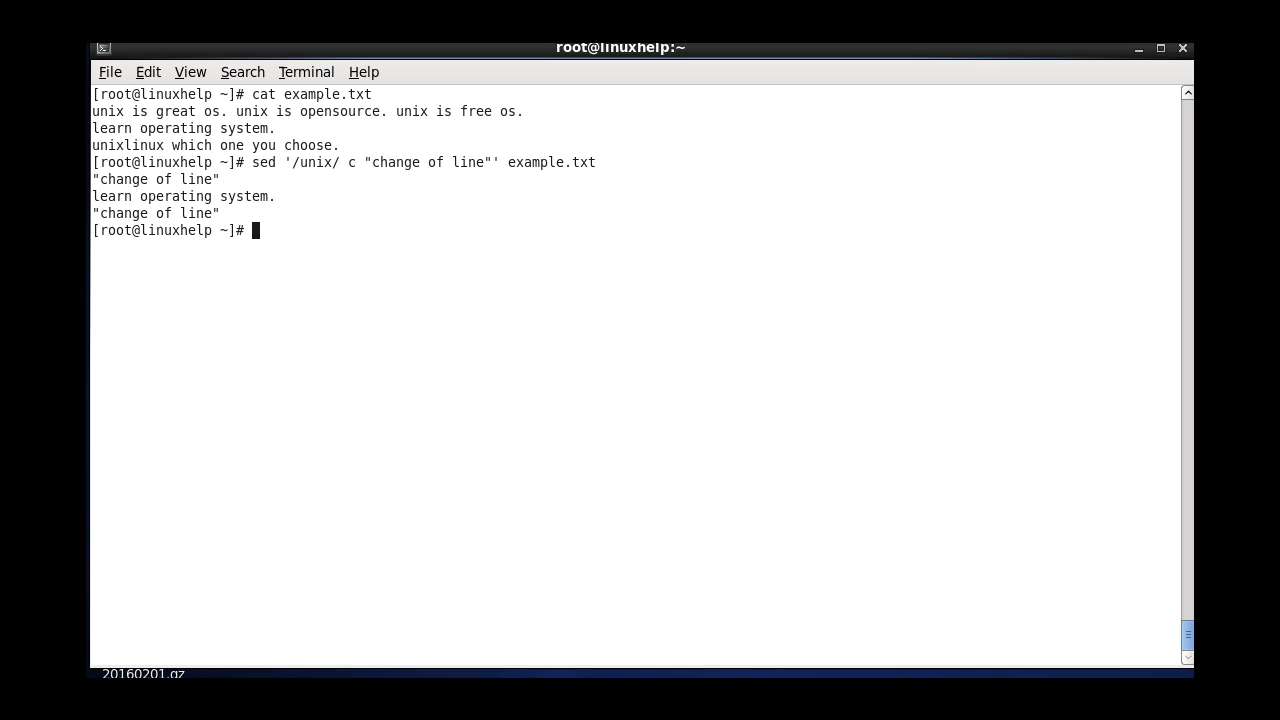 root@linuxhelp:~
File Edit View Search Terminal Help
[root@linuxhelp ~]# cat example.txt
unix is great os. unix is opensource. unix is free os.
learn operating system.
unixlinux which one you choose.
[root@linuxhelp ~]# sed '/unix/ c "change of line"' example.txt
"change of line"
learn operating system.
"change of line"
[root@linuxhelp ~]#
20160201.gz